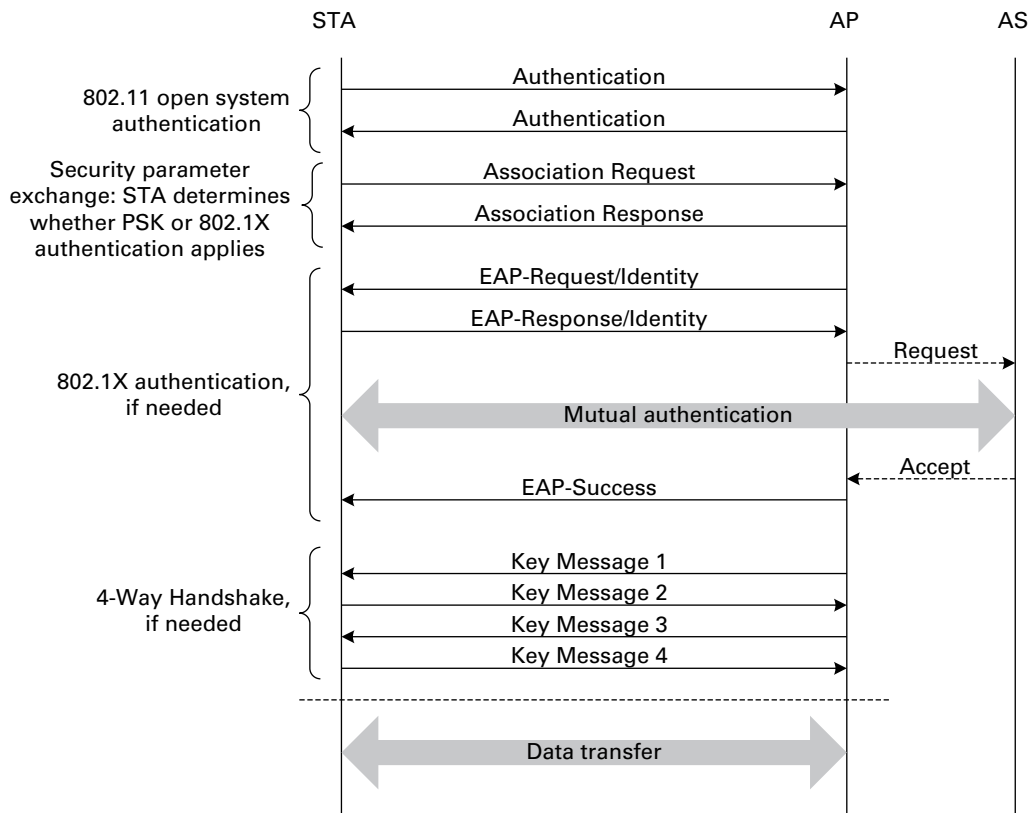 STA AP AS
802.11 open system
authentication
Authentication
Authentication
Security parameter
exchange: STA determines
whether PSK or 802.1X
authentication applies
Association Request
Association Response
802.1X authentication,
if needed
EAP-Request/Identity
EAP-Response/Identity
Request
Mutual authentication
Accept
EAP-Success
4-Way Handshake,
if needed
Key Message 1
Key Message 2
Key Message 3
Key Message 4
Data transfer